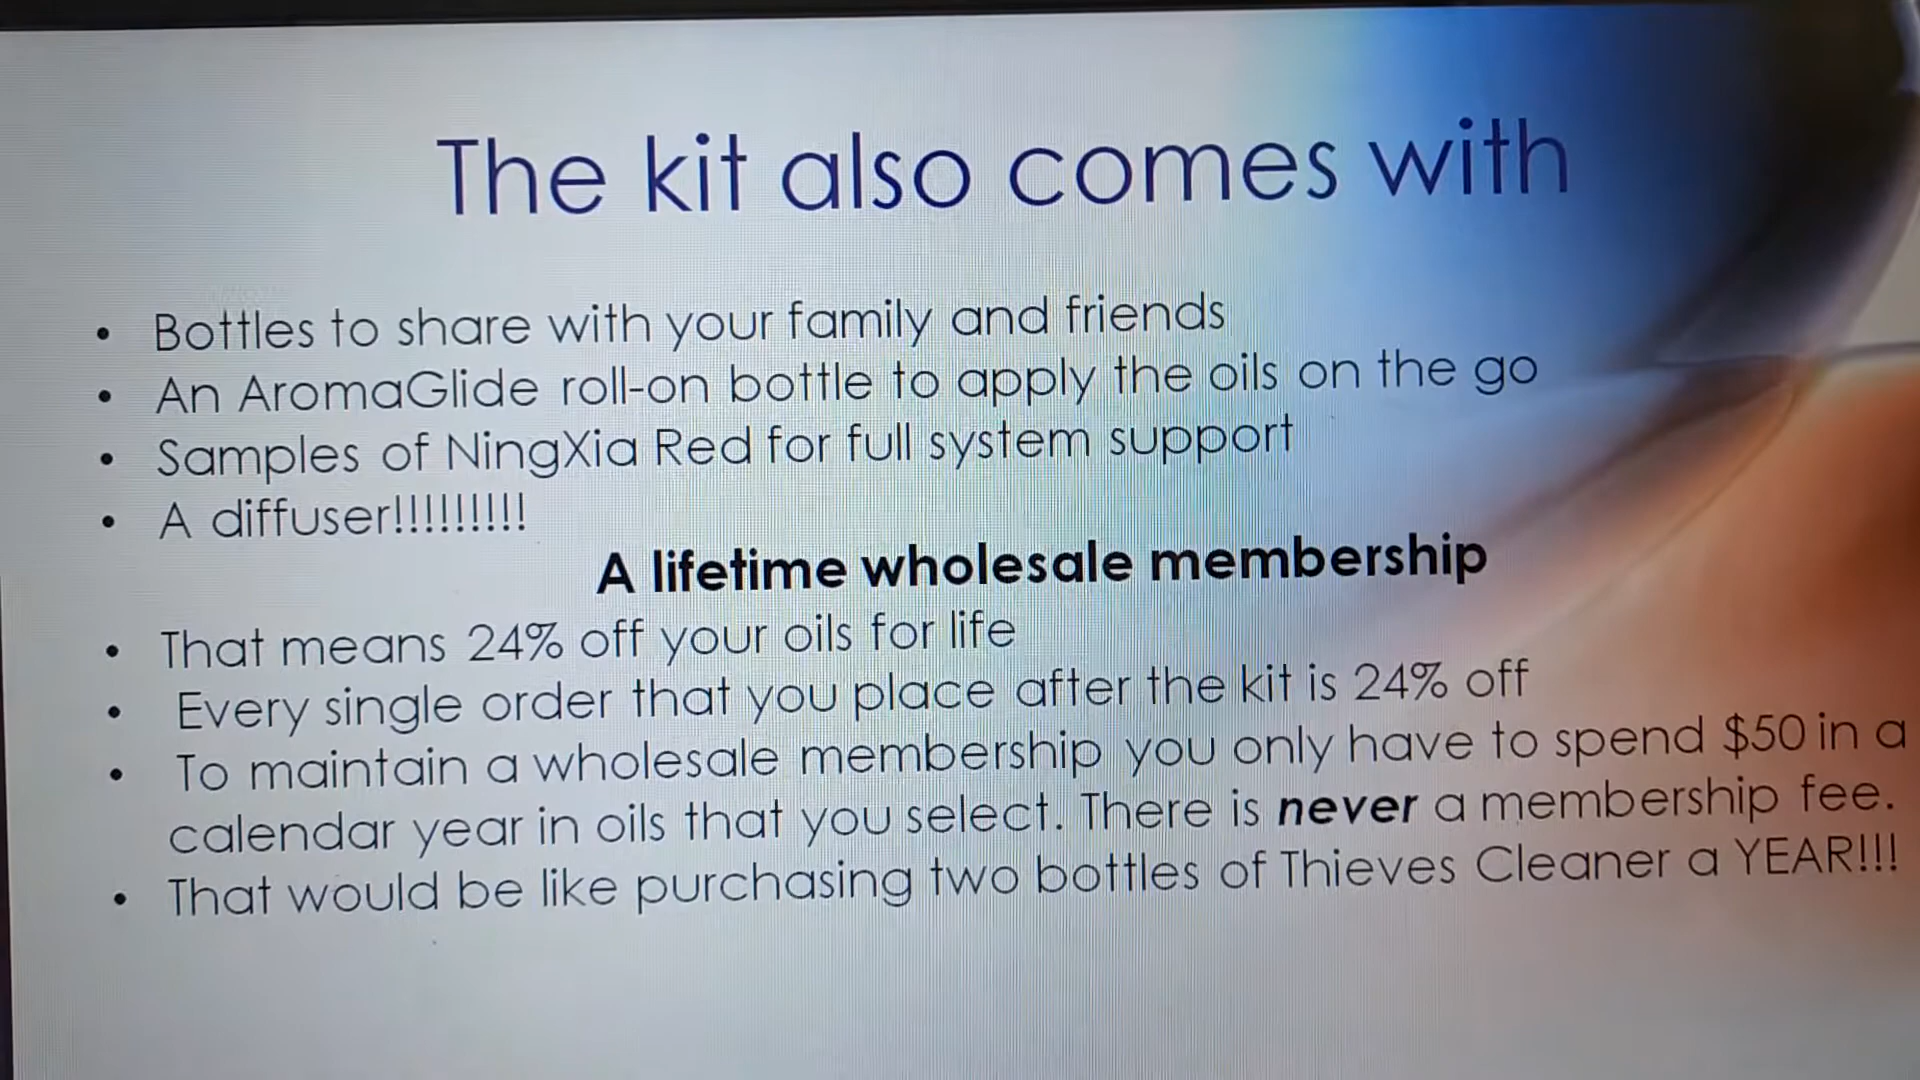 The kit also comes with
• Bottles to share with your family and friends
• An AromaGlide roll-on bottle to apply the oils on the go
• Samples of NingXia Red for full system support
• A diffuser!!!!!!!!!
A lifetime wholesale membership
• That means 24% off your oils for life
• Every single order that you place after the kit is 24% off
• To maintain a wholesale membership you only have to spend $50 in a
calendar year in oils that you select. There is never a membership fee.
• That would be like purchasing two bottles of Thieves Cleaner a YEAR!!!